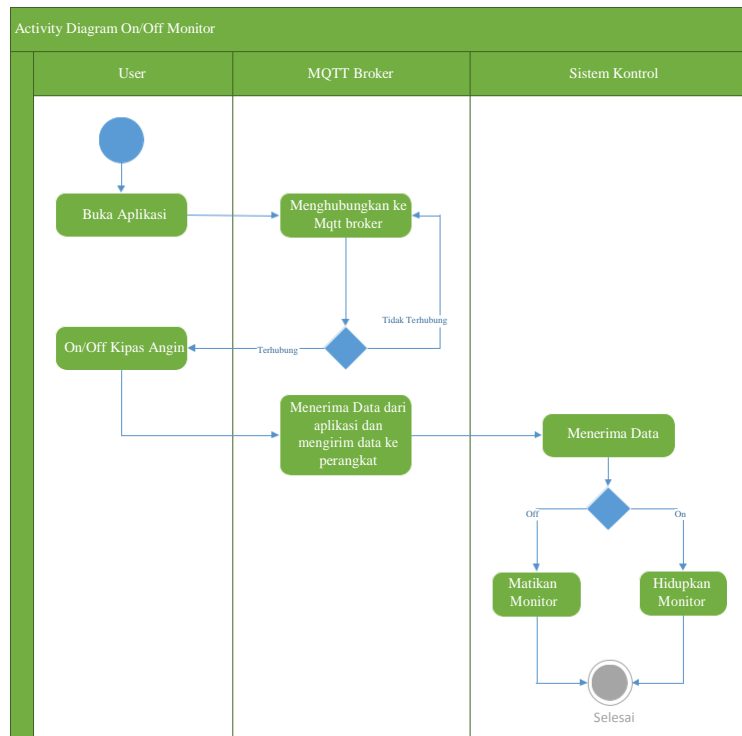 Activity Diagram On/Off Monitor
User
MQTT Broker
Sistem Kontrol
Buka Aplikasi
Menghubungkan ke
Mqtt broker
Tidak Terhubung
Terhubung
On/Off Kipas Angin
Menerima Data dari
aplikasi dan
mengirim data ke
perangkat
Menerima Data
Off
On
Matikan
Monitor
Hidupkan
Monitor
Selesai